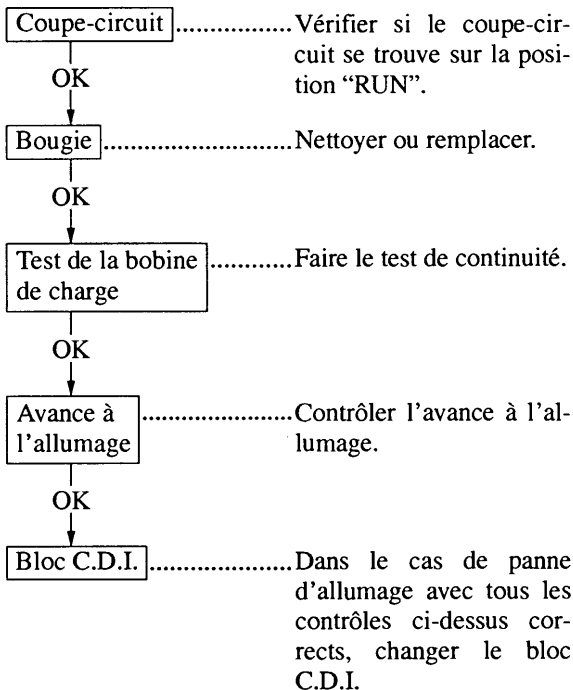 Coupe-circuit ................. Vérifier si le coupe-cir-
cuit se trouve sur la posi-
tion “RUN”.
OK
Bougie ........................... Nettoyer ou remplacer.
OK
Test de la bobine ............ Faire le test de continuité.
de charge
OK
Avance à ...................... Contrôler l’avance à l’al-
l’allumage lumage.
OK
Bloc C.D.I. ..................... Dans le cas de panne
d’allumage avec tous les
contrôles ci-dessus cor-
rects, changer le bloc
C.D.I.